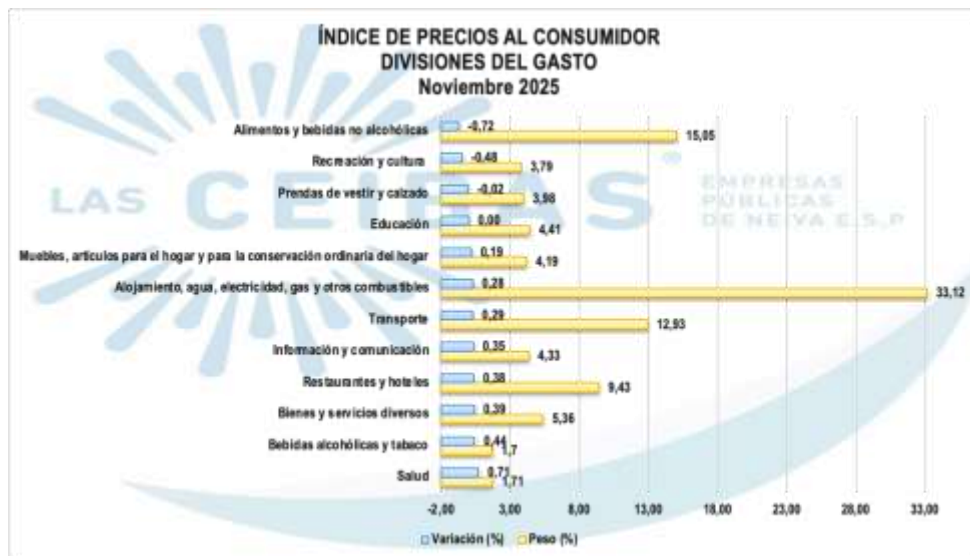 ÍNDICE DE PRECIOS AL CONSUMIDOR
DIVISIONES DEL GASTO
Noviembre 2025
Alimentos y bebidas no alcohólicas -0,72 15,05
Recreación y cultura -0,48 3,79
Prendas de vestir y calzado -0,02 3,98
Educación 0,00 4,41
Muebles, artículos para el hogar y para la conservación ordinaria del hogar 0,19 4,19
Alojamiento, agua, electricidad, gas y otros combustibles 0,28 33,12
Transporte 0,29 12,93
Información y comunicación 0,35 4,33
Restaurantes y hoteles 0,38 9,43
Bienes y servicios diversos 0,39 5,36
Bebidas alcohólicas y tabaco 0,44 1,7
Salud 0,71 1,71
-2,00 3,00 8,00 13,00 18,00 23,00 28,00 33,00
Variación (%) Peso (%)
LAS CEIBAS
EMPRESAS
PÚBLICAS
DE NEIVA E.S.P